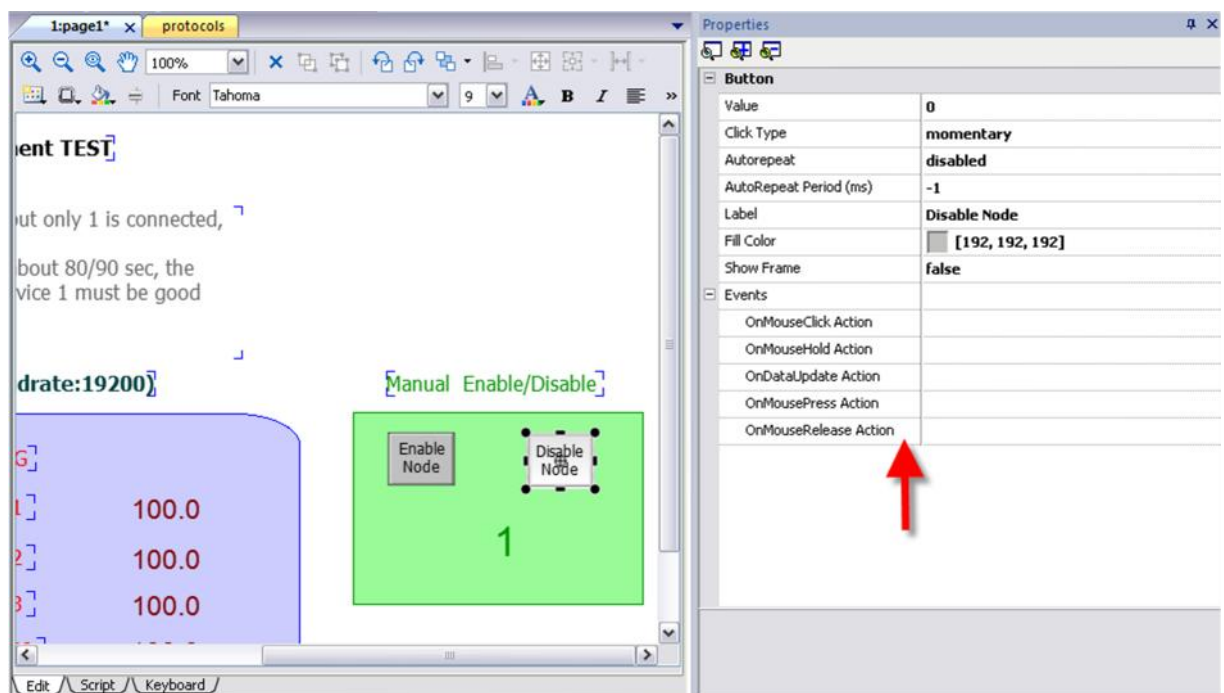 1:page1* x protocols
Properties
100%
Font Tahoma 9 B I »
Button
Value 0
Click Type momentary
Autorepeat disabled
AutoRepeat Period (ms) -1
Label Disable Node
Fill Color [192, 192, 192]
Show Frame false
Events
OnMouseClick Action
OnMouseHold Action
OnDataUpdate Action
OnMousePress Action
OnMouseRelease Action
ent TEST
ut only 1 is connected,
bout 80/90 sec, the
vice 1 must be good
drate:19200)
Manual Enable/Disable
Enable
Node
Disable
Node
1
G
1 100.0
2 100.0
3 100.0
Edit Script Keyboard